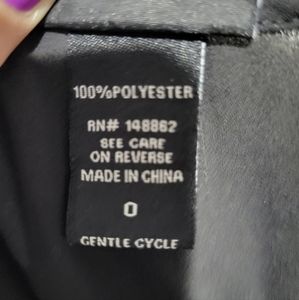 100%POLYESTER
RN# 148862
SEE CARE
ON REVERSE
MADE IN CHINA
0
GENTLE CYCLE